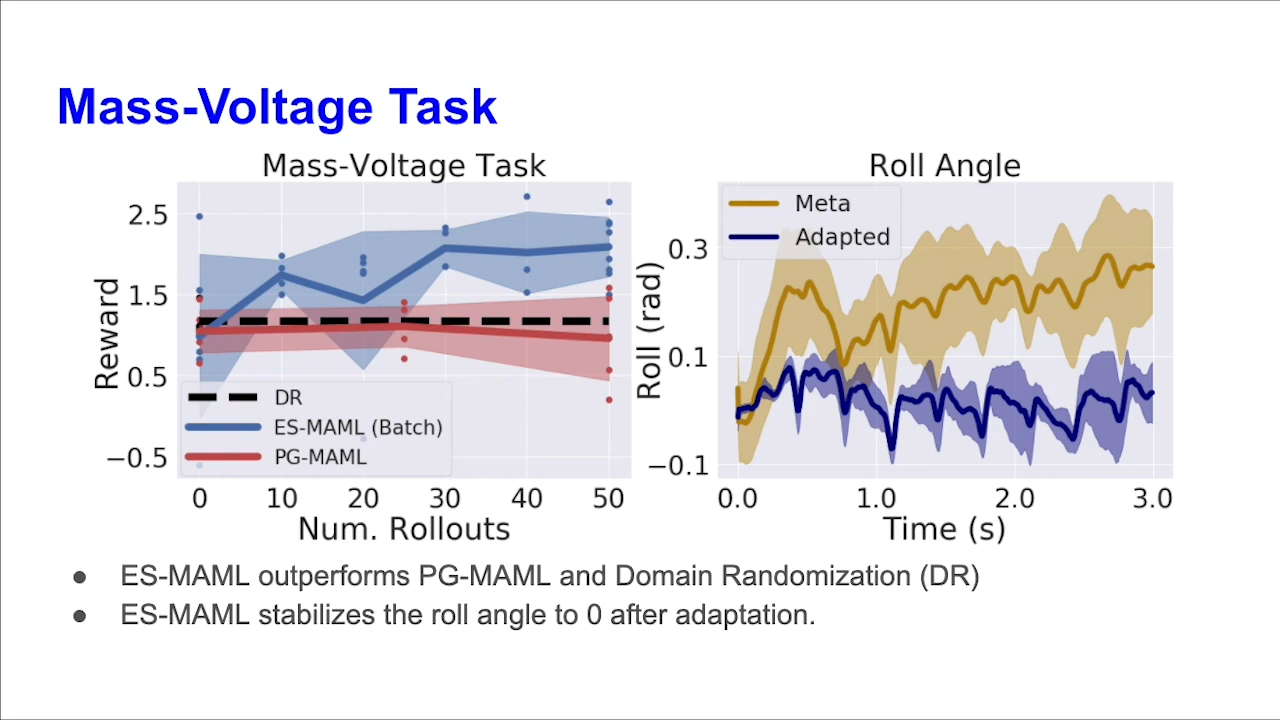 Mass-Voltage Task
Mass-Voltage Task
Reward
2.5
1.5
0.5
−0.5
DR
ES-MAML (Batch)
PG-MAML
0 10 20 30 40 50
Num. Rollouts
Roll Angle
Roll (rad)
0.3
0.1
−0.1
Meta
Adapted
0.0 1.0 2.0 3.0
Time (s)
● ES-MAML outperforms PG-MAML and Domain Randomization (DR)
● ES-MAML stabilizes the roll angle to 0 after adaptation.